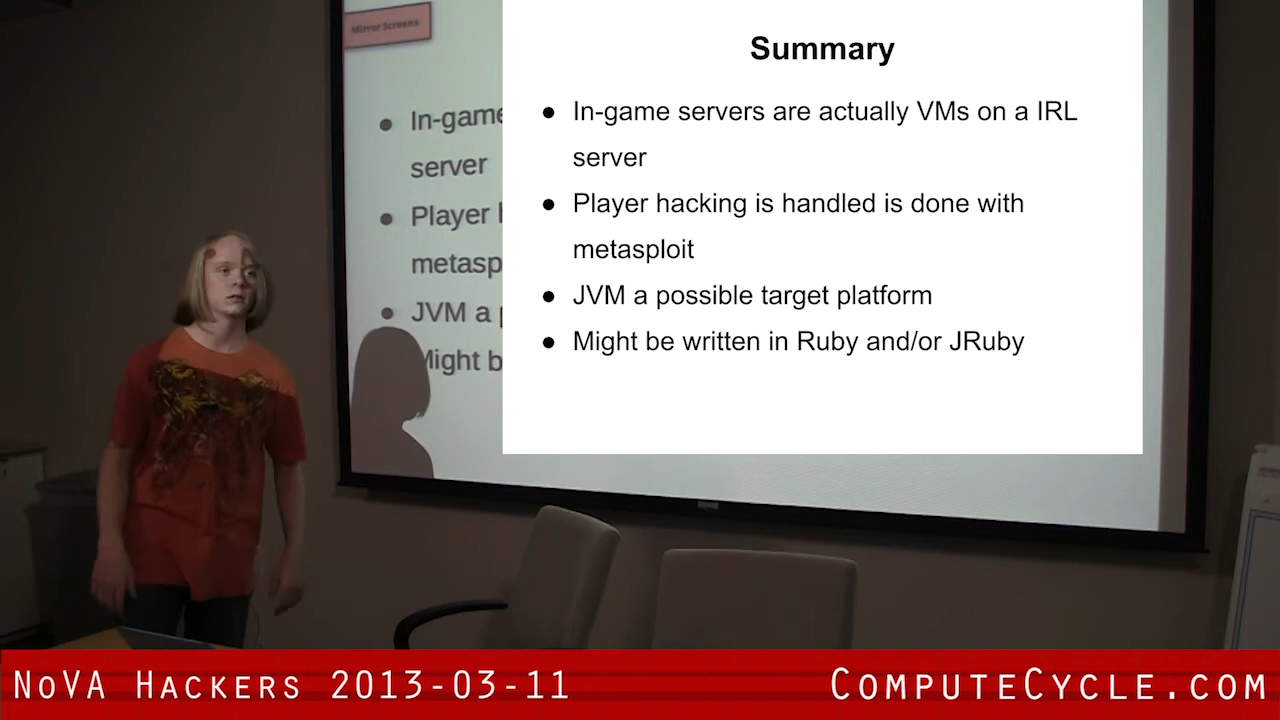 Mirror Screens
In-game
server
Player
metasp
JVM a
Might b
Summary
● In-game servers are actually VMs on a IRL
server
● Player hacking is handled is done with
metasploit
● JVM a possible target platform
● Might be written in Ruby and/or JRuby
NoVA Hackers 2013-03-11
ComputeCycle.com